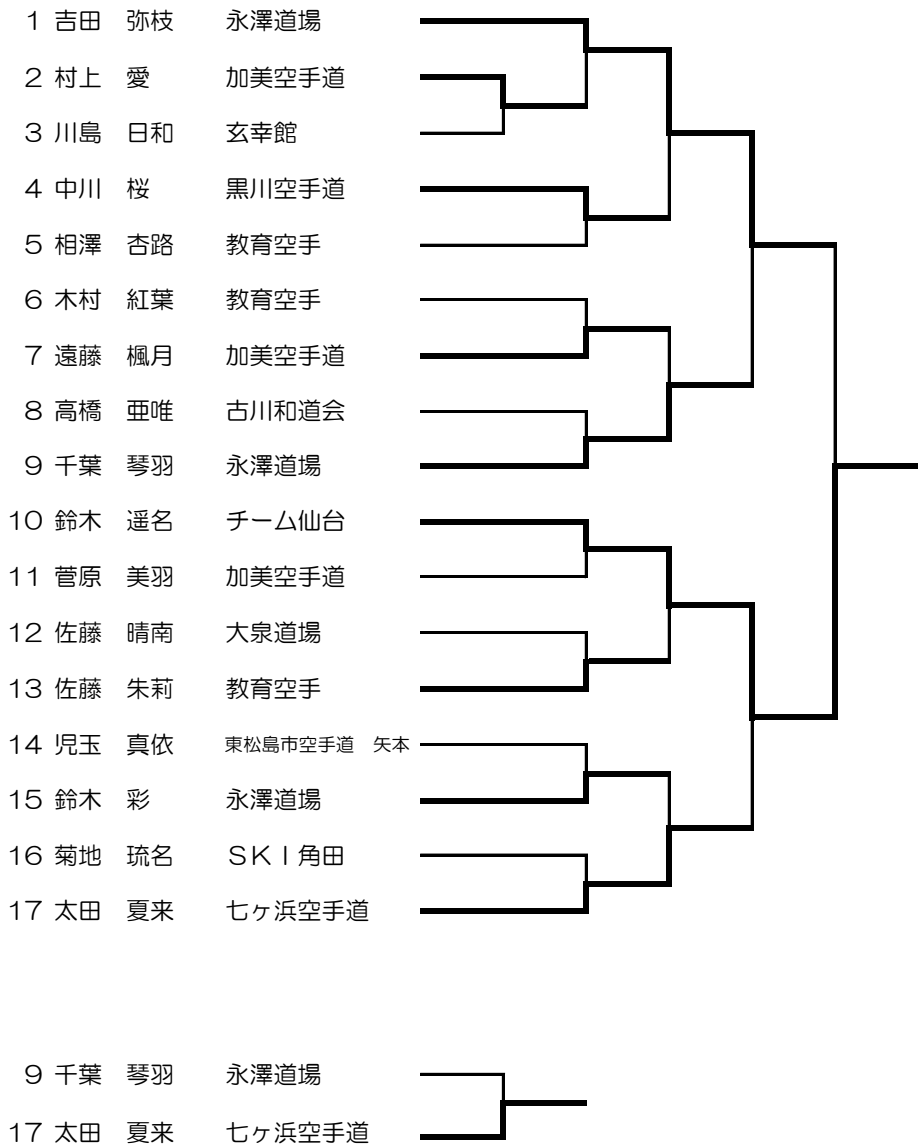 1 吉田 弥枝 永澤道場
2 村上 愛 加美空手道
3 川島 日和 玄幸館
4 中川 桜 黒川空手道
5 相澤 杏路 教育空手
6 木村 紅葉 教育空手
7 遠藤 楓月 加美空手道
8 高橋 亜唯 古川和道会
9 千葉 琴羽 永澤道場
10 鈴木 遥名 チーム仙台
11 菅原 美羽 加美空手道
12 佐藤 晴南 大泉道場
13 佐藤 朱莉 教育空手
14 児玉 真依 東松島市空手道 矢本
15 鈴木 彩 永澤道場
16 菊地 琉名 ＳＫＩ角田
17 太田 夏来 七ヶ浜空手道
9 千葉 琴羽 永澤道場
17 太田 夏来 七ヶ浜空手道